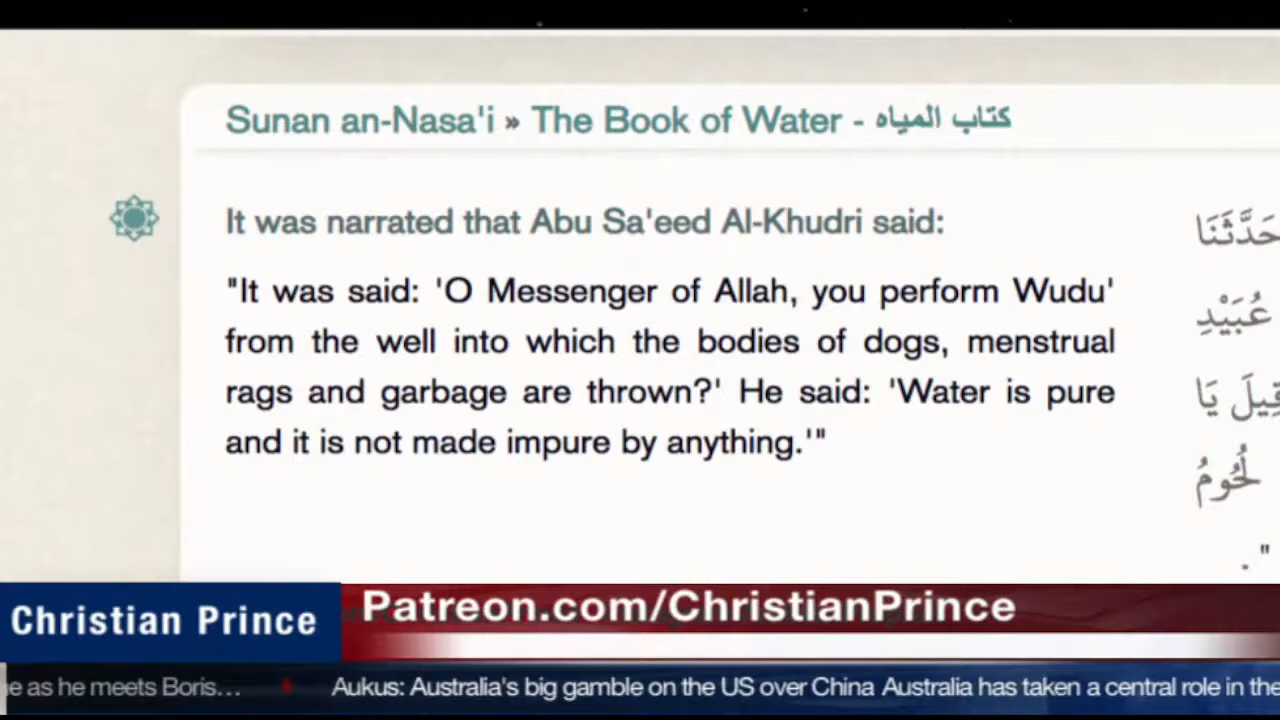 Sunan an-Nasa'i » The Book of Water - كتاب المياه
It was narrated that Abu Sa'eed Al-Khudri said:
"It was said: 'O Messenger of Allah, you perform Wudu'
from the well into which the bodies of dogs, menstrual
rags and garbage are thrown?' He said: 'Water is pure
and it is not made impure by anything.'"
حَدَّثَنَا
عُبَيْدِ
قِيلَ يَا
لُحُومُ
" .
Christian Prince
Patreon.com/ChristianPrince
e as he meets Boris...
Aukus: Australia's big gamble on the US over China Australia has taken a central role in the